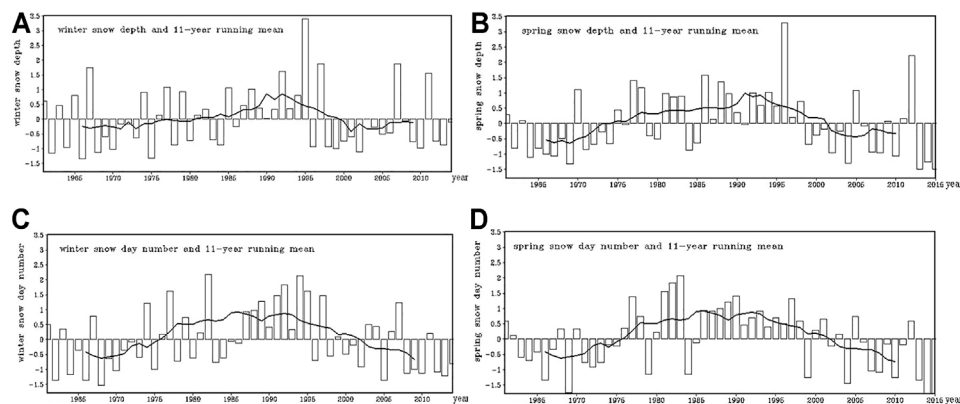 A
winter snow depth and 11-year running mean
winter snow depth
3.5
3
2.5
2
1.5
1
0.5
0
-0.5
-1
-1.5
1965 1970 1975 1980 1985 1990 1995 2000 2005 2010 year
B
spring snow depth and 11-year running mean
spring snow depth
3.5
3
2.5
2
1.5
1
0.5
0
-0.5
-1
-1.5
1965 1970 1975 1980 1985 1990 1995 2000 2005 2010 2015 year
C
winter snow day number and 11-year running mean
winter snow day number
3.5
3
2.5
2
1.5
1
0.5
0
-0.5
-1
-1.5
1965 1970 1975 1980 1985 1990 1995 2000 2005 2010 year
D
spring snow day number and 11-year running mean
spring snow day number
3.5
3
2.5
2
1.5
1
0.5
0
-0.5
-1
-1.5
1965 1970 1975 1980 1985 1990 1995 2000 2005 2010 2015 year